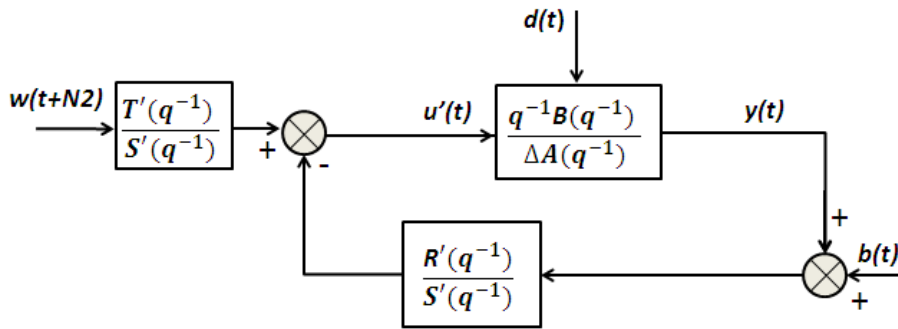 d(t)
w(t+N2)
T′(q⁻¹)
S′(q⁻¹)
+
-
u'(t)
q⁻¹B(q⁻¹)
ΔA(q⁻¹)
y(t)
+
R′(q⁻¹)
S′(q⁻¹)
b(t)
+